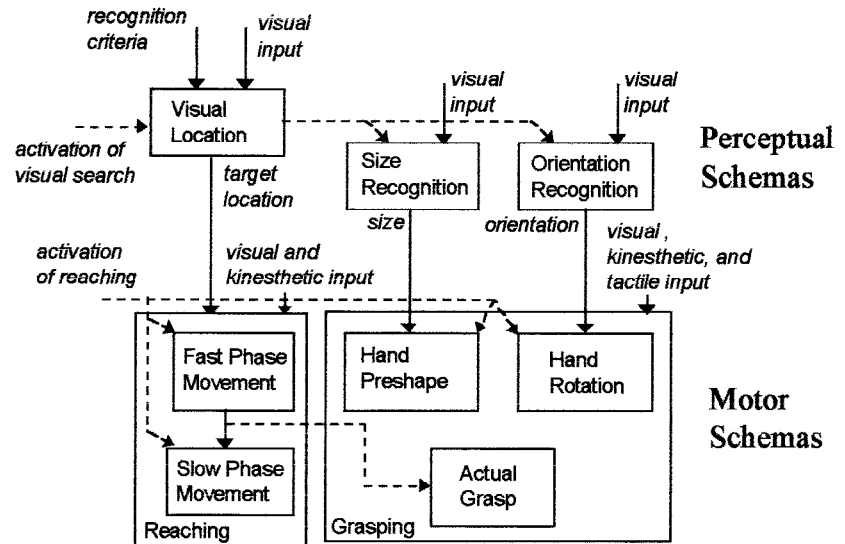 recognition
criteria
visual
input
Visual
Location
activation of
visual search
visual
input
visual
input
Size
Recognition
Orientation
Recognition
Perceptual
Schemas
target
location
size
orientation
activation
of reaching
visual and
kinesthetic input
visual ,
kinesthetic, and
tactile input
Fast Phase
Movement
Hand
Preshape
Hand
Rotation
Motor
Schemas
Slow Phase
Movement
Actual
Grasp
Reaching
Grasping